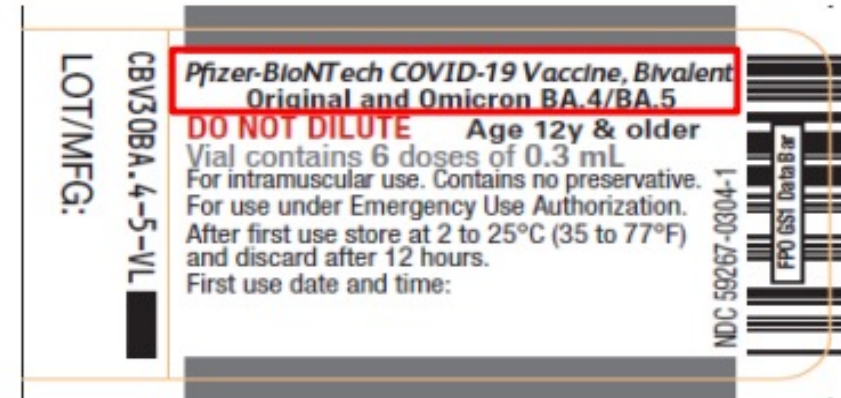 LOT/MFG:
CBV30BA.4-5-VL
Pfizer-BioNTech COVID-19 Vaccine, Bivalent
Original and Omicron BA.4/BA.5
DO NOT DILUTE Age 12y & older
Vial contains 6 doses of 0.3 mL
For intramuscular use. Contains no preservative.
For use under Emergency Use Authorization.
After first use store at 2 to 25°C (35 to 77°F)
and discard after 12 hours.
First use date and time:
NDC 59267-0304-1
FPO GS1 DataBar